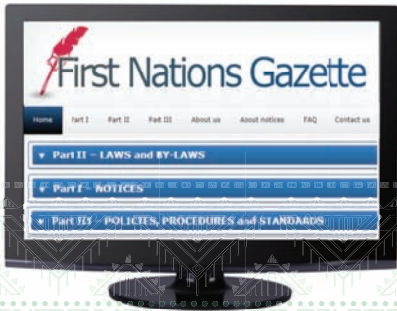 First Nations Gazette
Home Part I Part II Part III About us About notices FAQ Contact us
Part II – LAWS and BY-LAWS
Part I – NOTICES
Part III – POLICIES, PROCEDURES and STANDARDS